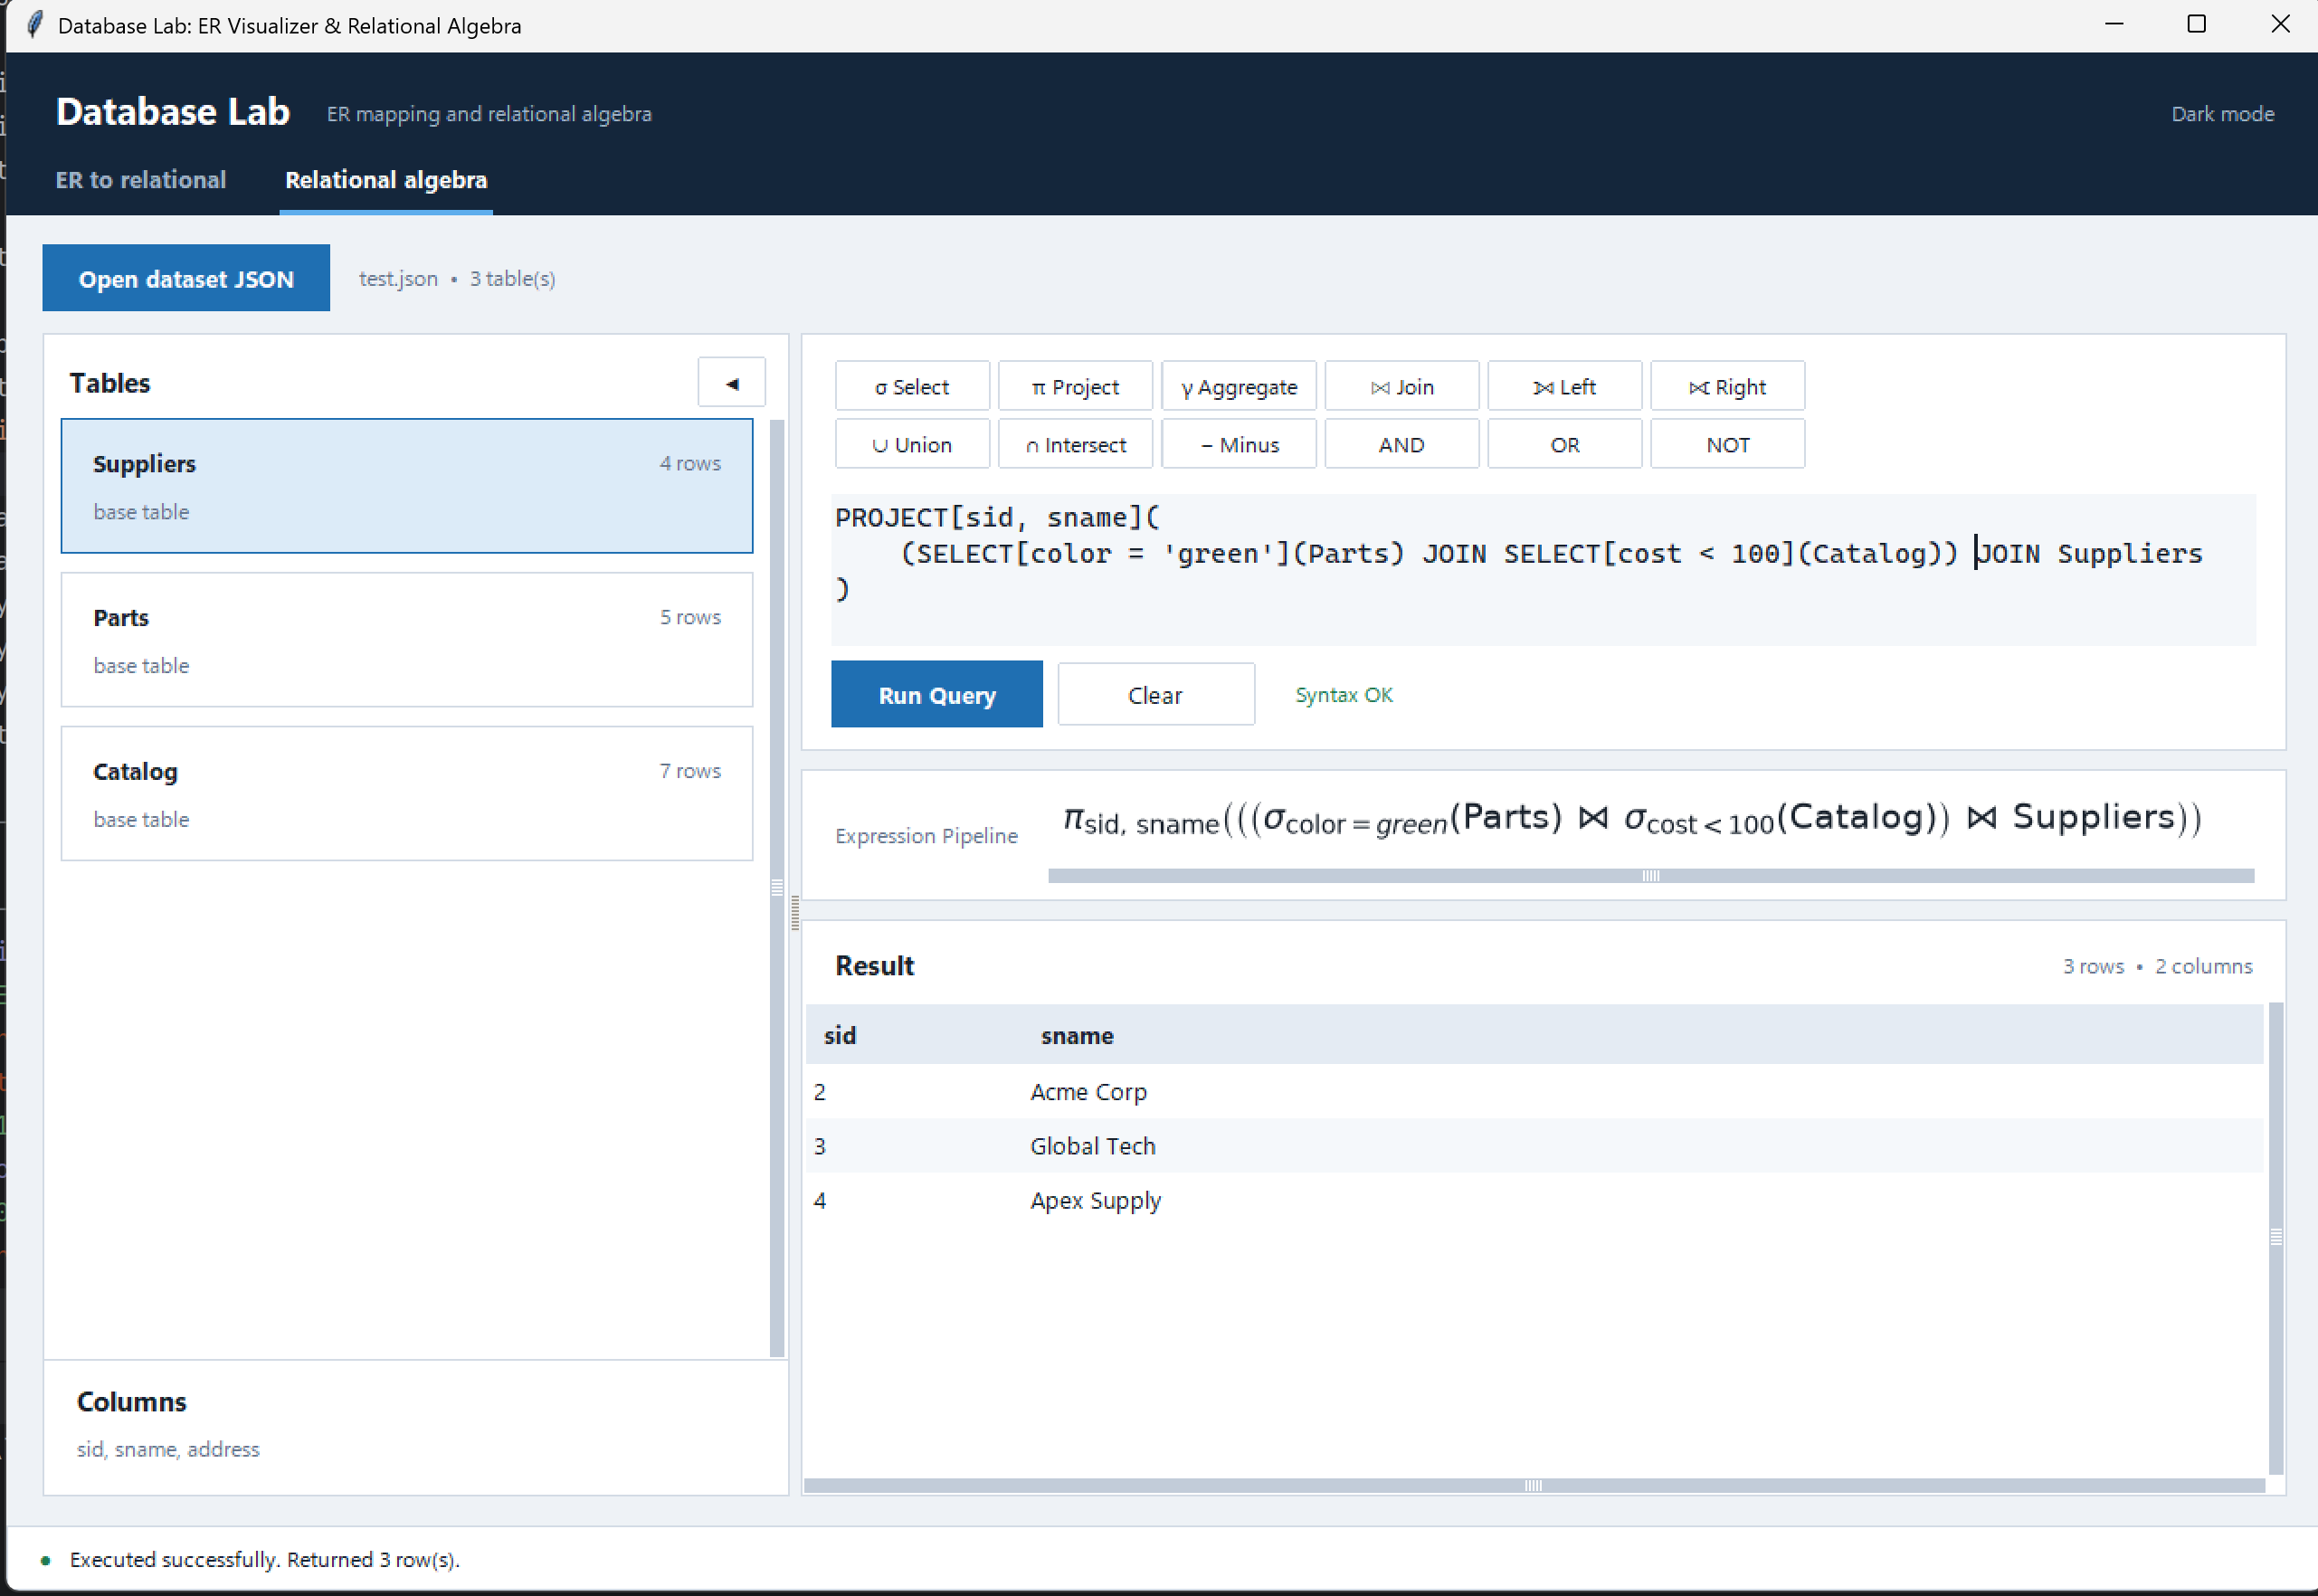 Database Lab: ER Visualizer & Relational Algebra
Database Lab ER mapping and relational algebra Dark mode
ER to relational Relational algebra
Open dataset JSON test.json • 3 table(s)
Tables ◄
Suppliers 4 rows
base table
Parts 5 rows
base table
Catalog 7 rows
base table
Columns
sid, sname, address
σ Select π Project γ Aggregate ⋈ Join ⟕ Left ⟖ Right
∪ Union ∩ Intersect − Minus AND OR NOT
PROJECT[sid, sname](
    (SELECT[color = 'green'](Parts) JOIN SELECT[cost < 100](Catalog)) JOIN Suppliers
)
Run Query Clear Syntax OK
Expression Pipeline π sid, sname(((σ color = green(Parts) ⋈ σ cost < 100(Catalog)) ⋈ Suppliers))
Result 3 rows • 2 columns
sid sname
2 Acme Corp
3 Global Tech
4 Apex Supply
Executed successfully. Returned 3 row(s).